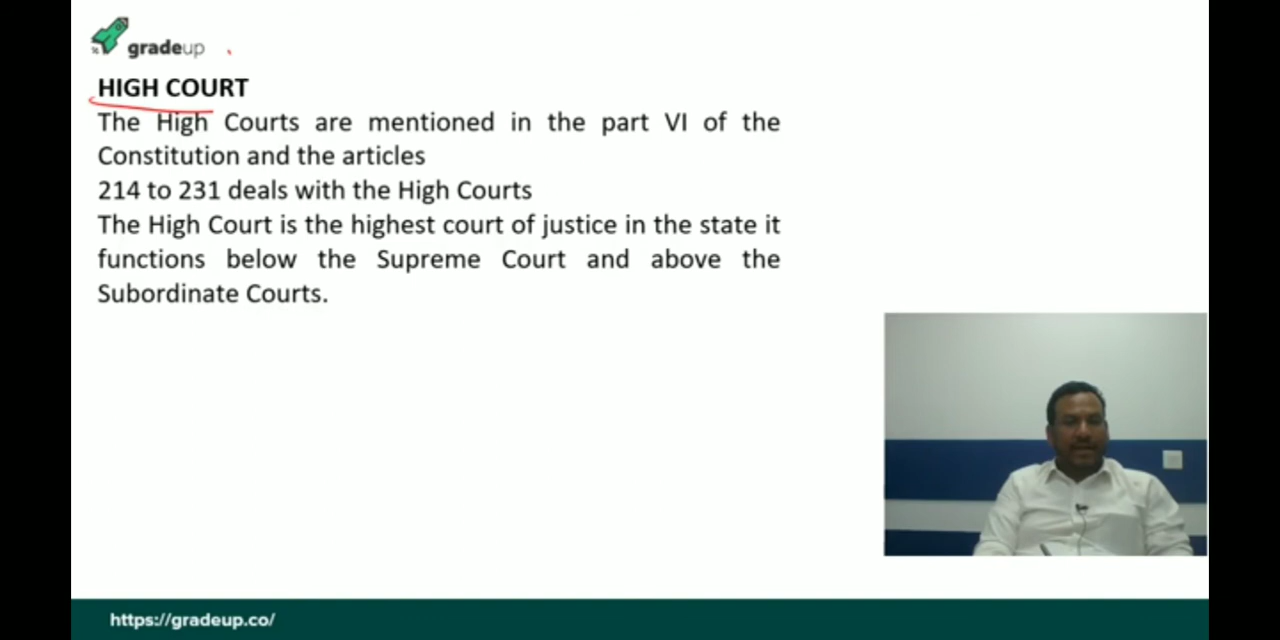 gradeup
HIGH COURT
The High Courts are mentioned in the part VI of the
Constitution and the articles
214 to 231 deals with the High Courts
The High Court is the highest court of justice in the state it
functions below the Supreme Court and above the
Subordinate Courts.
https://gradeup.co/